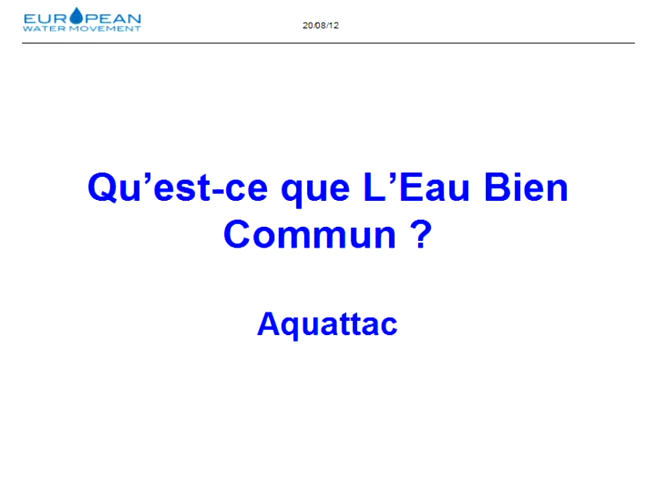 EUROPEAN
WATER MOVEMENT
20/08/12
Qu’est-ce que L’Eau Bien
Commun ?
Aquattac